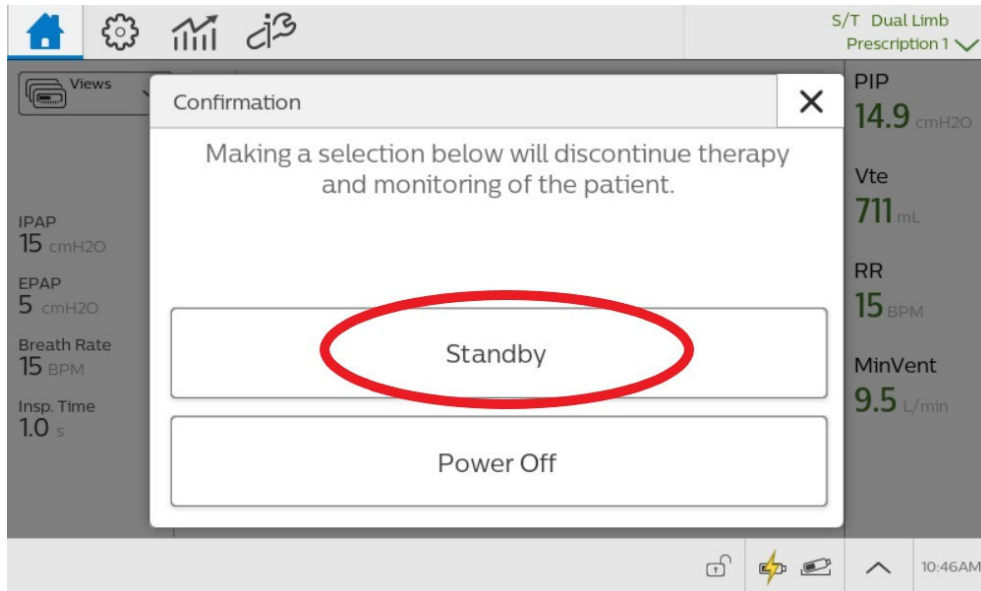 S/T Dual Limb
Prescription 1
Views
Confirmation
Making a selection below will discontinue therapy
and monitoring of the patient.
Standby
Power Off
IPAP
15 cmH2O
EPAP
5 cmH2O
Breath Rate
15 BPM
Insp. Time
1.0 s
PIP
14.9 cmH2O
Vte
711 mL
RR
15 BPM
MinVent
9.5 L/min
10:46AM